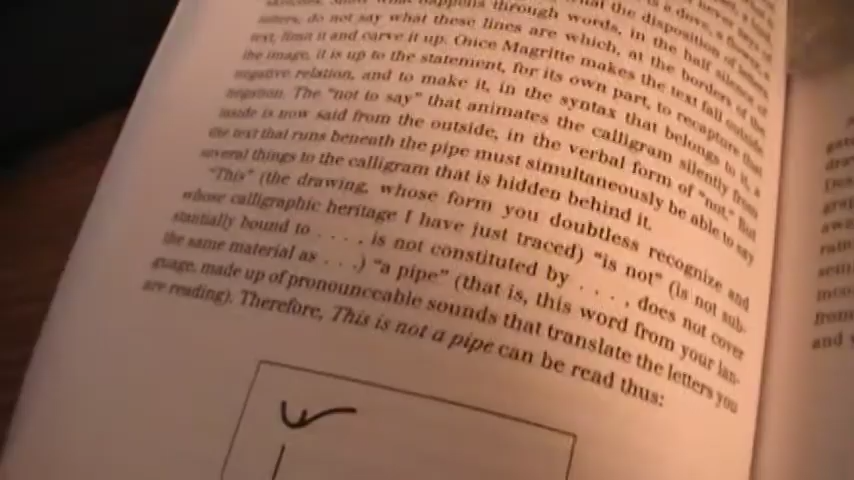 through words, in the half silence of
letters, do not say what these lines are which, at the borders of the
text, limit it and carve it up. Once Magritte makes the text fall outside
the image, it is up to the statement, for its own part, to recapture that
negative relation, and to make it, in the syntax that belongs to it, a
negation. The "not to say" that animates the calligram silently from
inside is now said from the outside, in the verbal form of "not." But
the text that runs beneath the pipe must simultaneously be able to say
several things to the calligram that is hidden behind it.
"This" (the drawing, whose form you doubtless recognize and
whose calligraphic heritage I have just traced) "is not" (is not sub-
stantially bound to . . . . , is not constituted by . . . . , does not cover
the same material as . . .) "a pipe" (that is, this word from your lan-
guage, made up of pronounceable sounds that translate the letters you
are reading). Therefore, This is not a pipe can be read thus: